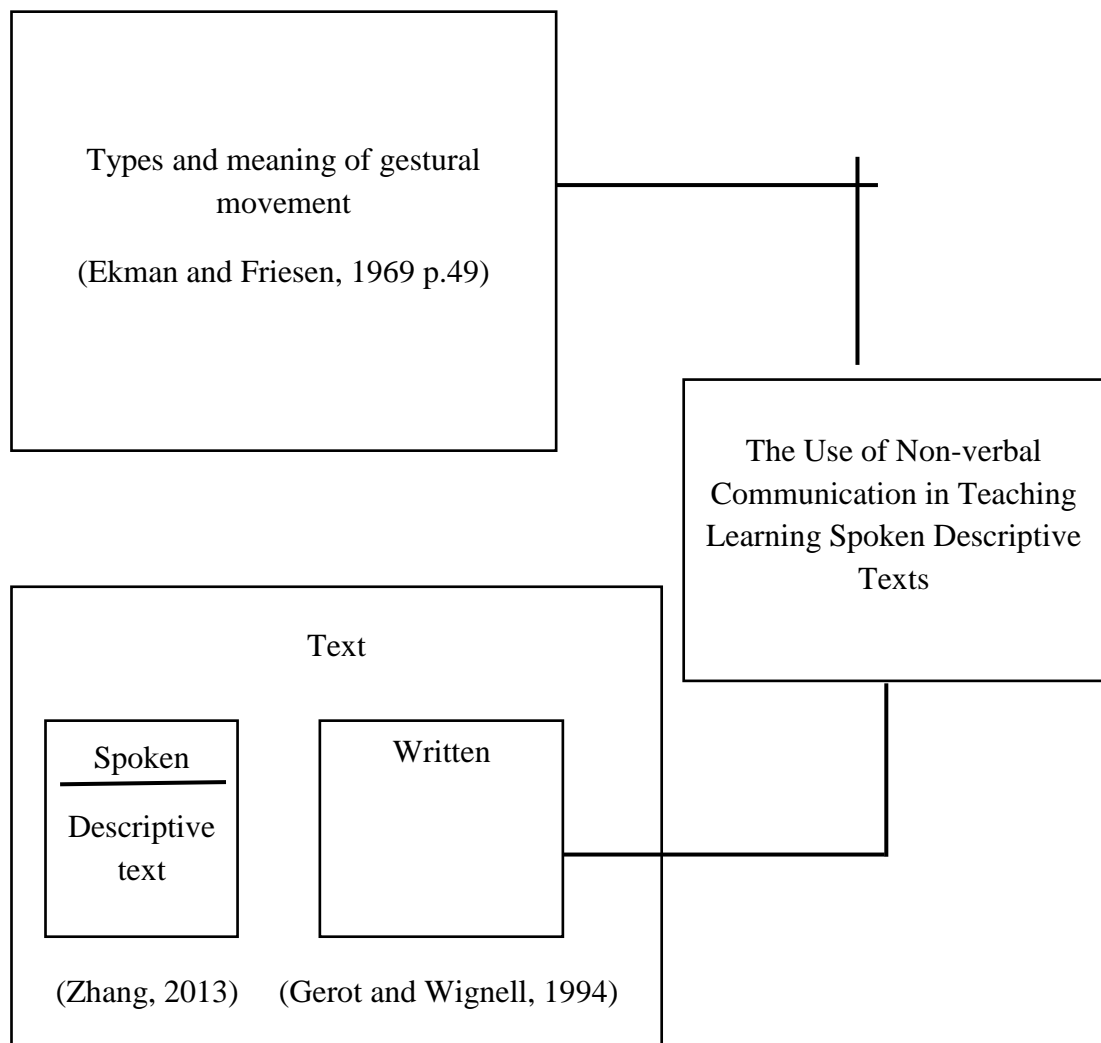 Types and meaning of gestural
movement
(Ekman and Friesen, 1969 p.49)
The Use of Non-verbal
Communication in Teaching
Learning Spoken Descriptive
Texts
Text
Spoken
Descriptive
text
Written
(Zhang, 2013)
(Gerot and Wignell, 1994)